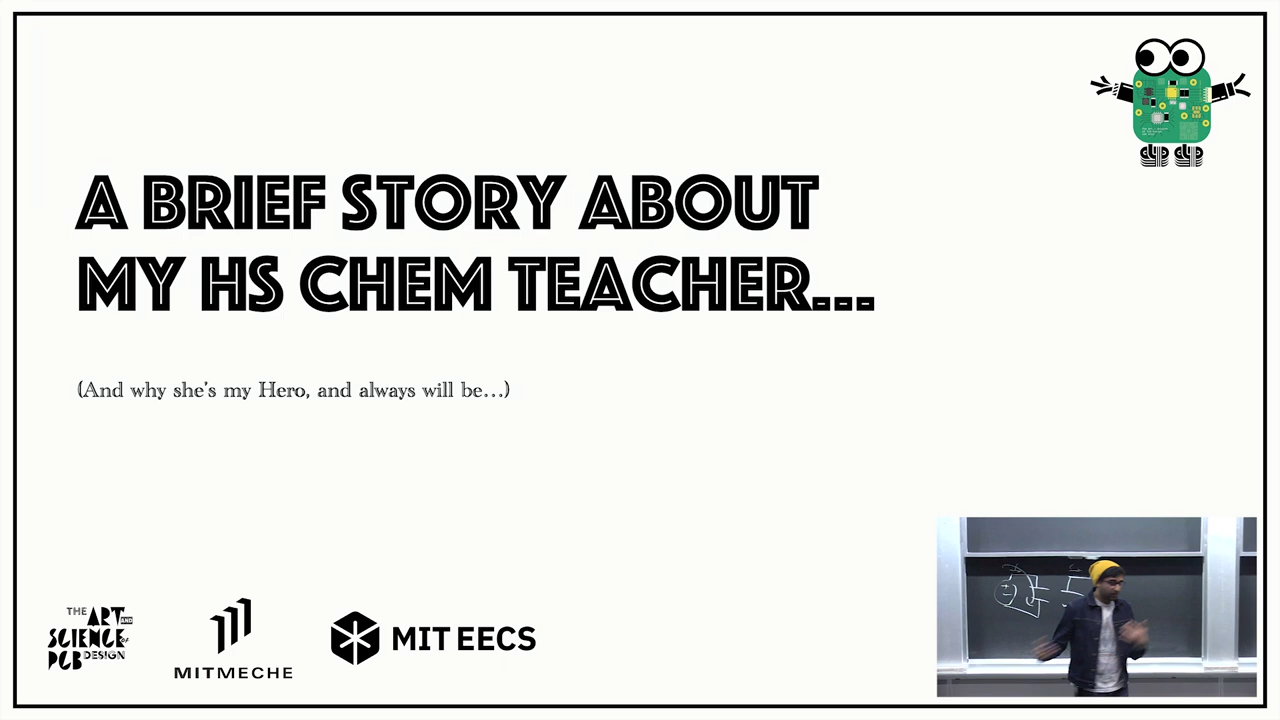 A BRIEF STORY ABOUT
MY HS CHEM TEACHER...
(And why she's my Hero, and always will be...)
THE ART AND
SCIENCE OF
PCB DESIGN
MITMECHE
MIT EECS